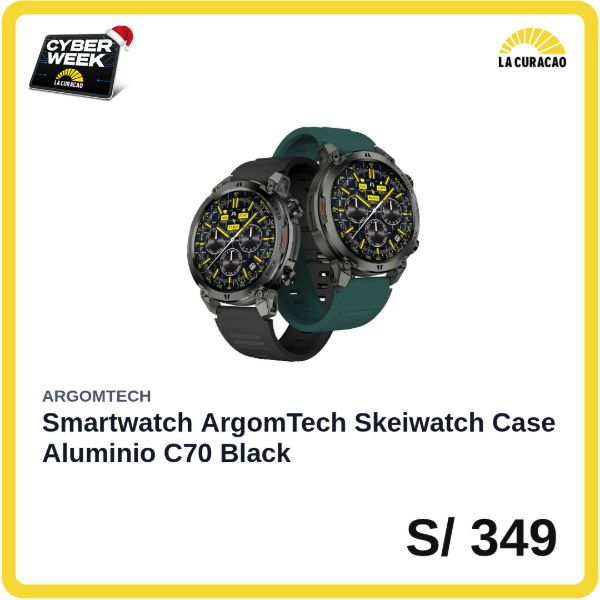 CYBER
WEEK
LA CURACAO
LA CURACAO
ARGOMTECH
Smartwatch ArgomTech Skeiwatch Case
Aluminio C70 Black
S/ 349